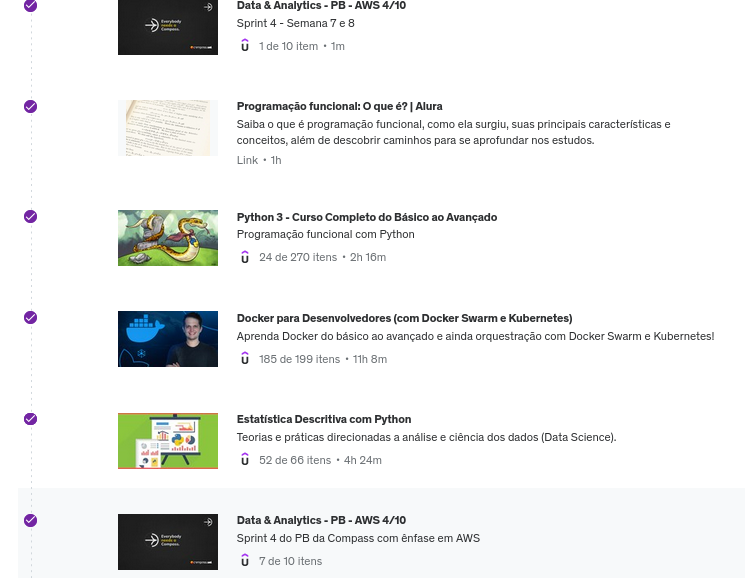 Data & Analytics - PB - AWS 4/10
Sprint 4 - Semana 7 e 8
1 de 10 item • 1m
Everybody
needs a
Compass.
Programação funcional: O que é? | Alura
Saiba o que é programação funcional, como ela surgiu, suas principais características e
conceitos, além de descobrir caminhos para se aprofundar nos estudos.
Link • 1h
Python 3 - Curso Completo do Básico ao Avançado
Programação funcional com Python
24 de 270 itens • 2h 16m
Docker para Desenvolvedores (com Docker Swarm e Kubernetes)
Aprenda Docker do básico ao avançado e ainda orquestração com Docker Swarm e Kubernetes!
185 de 199 itens • 11h 8m
Estatística Descritiva com Python
Teorias e práticas direcionadas a análise e ciência dos dados (Data Science).
52 de 66 itens • 4h 24m
Data & Analytics - PB - AWS 4/10
Sprint 4 do PB da Compass com ênfase em AWS
7 de 10 itens
Everybody
needs a
Compass.